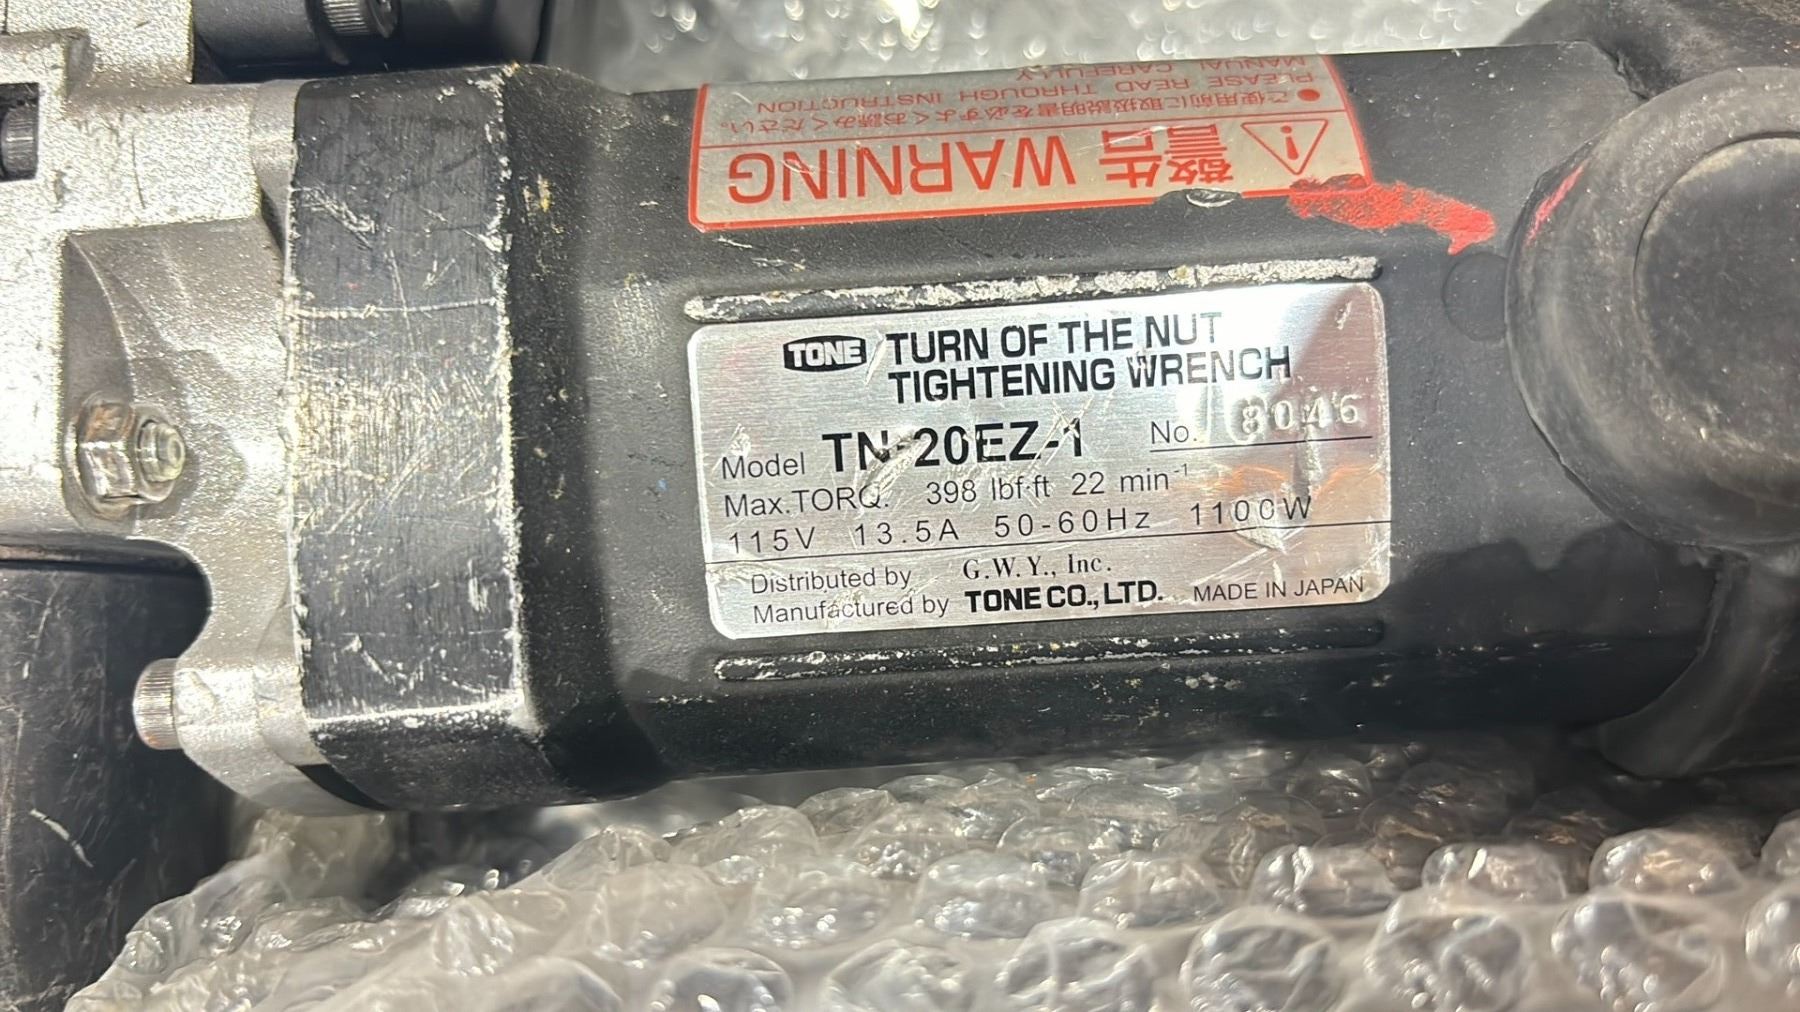 警告 WARNING
●ご使用前に取扱説明書を必ずよくお読みください。
PLEASE READ THROUGH INSTRUCTION
MANUAL CAREFULLY
TONE TURN OF THE NUT
TIGHTENING WRENCH
Model TN-20EZ-1 No. 8046
Max.TORQ. 398 lbf·ft 22 min⁻¹
115V 13.5A 50-60Hz 1100W
Distributed by G.W.Y., Inc.
Manufactured by TONE CO., LTD. MADE IN JAPAN